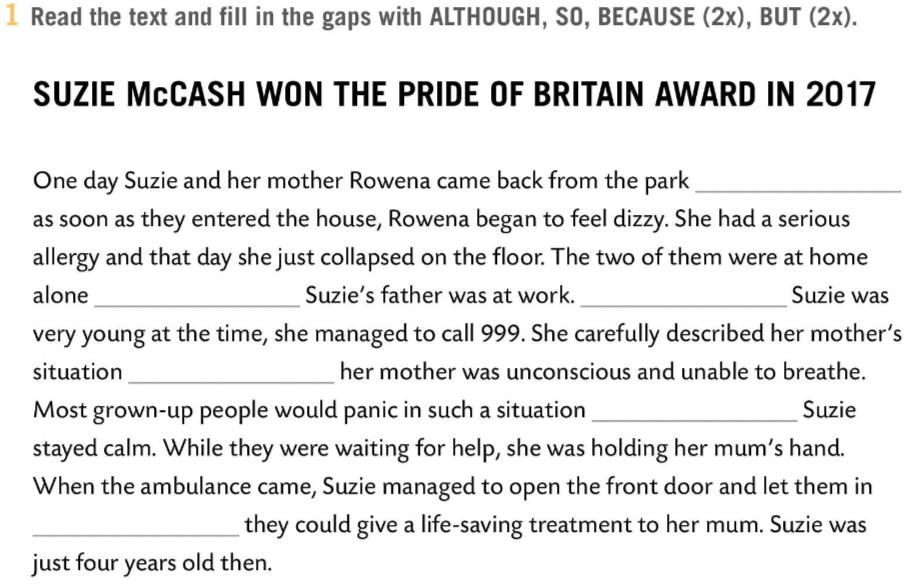 1 Read the text and fill in the gaps with ALTHOUGH, SO, BECAUSE (2x), BUT (2x).
SUZIE McCASH WON THE PRIDE OF BRITAIN AWARD IN 2017
One day Suzie and her mother Rowena came back from the park ____________________
as soon as they entered the house, Rowena began to feel dizzy. She had a serious
allergy and that day she just collapsed on the floor. The two of them were at home
alone ____________________ Suzie's father was at work. ____________________ Suzie was
very young at the time, she managed to call 999. She carefully described her mother's
situation ____________________ her mother was unconscious and unable to breathe.
Most grown-up people would panic in such a situation ____________________ Suzie
stayed calm. While they were waiting for help, she was holding her mum's hand.
When the ambulance came, Suzie managed to open the front door and let them in
____________________ they could give a life-saving treatment to her mum. Suzie was
just four years old then.